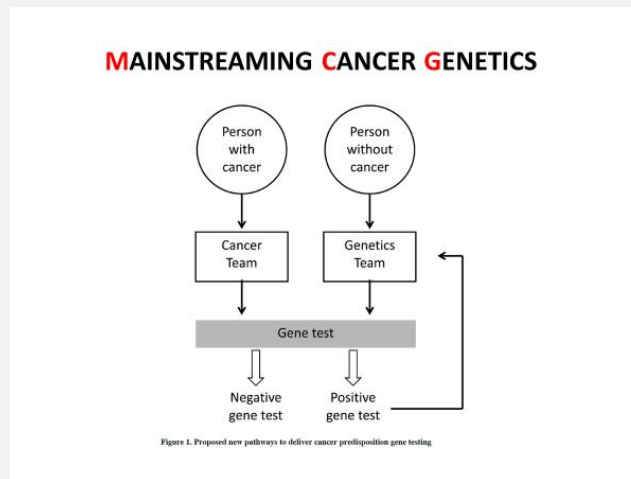 MAINSTREAMING CANCER GENETICS
Person
with
cancer
Person
without
cancer
Cancer
Team
Genetics
Team
Gene test
Negative
gene test
Positive
gene test
Figure 1. Proposed new pathways to deliver cancer predisposition gene testing